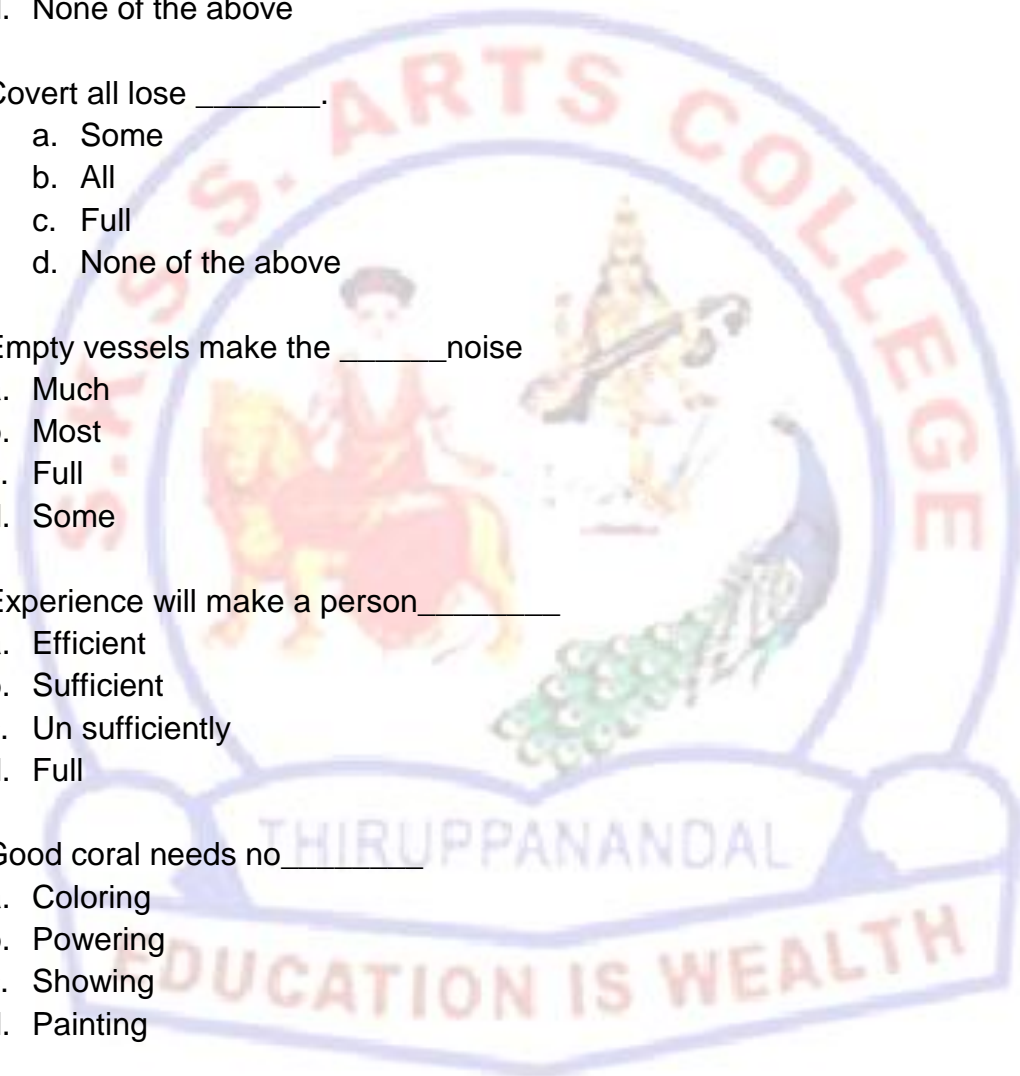 . None of the above
Covert all lose _______.
a. Some
b. All
c. Full
d. None of the above
Empty vessels make the ______noise
. Much
. Most
. Full
. Some
Experience will make a person________
. Efficient
. Sufficient
. Un sufficiently
. Full
Good coral needs no________
. Coloring
. Powering
. Showing
. Painting
S.K.S.S. ARTS COLLEGE
THIRUPPANANDAL
EDUCATION IS WEALTH